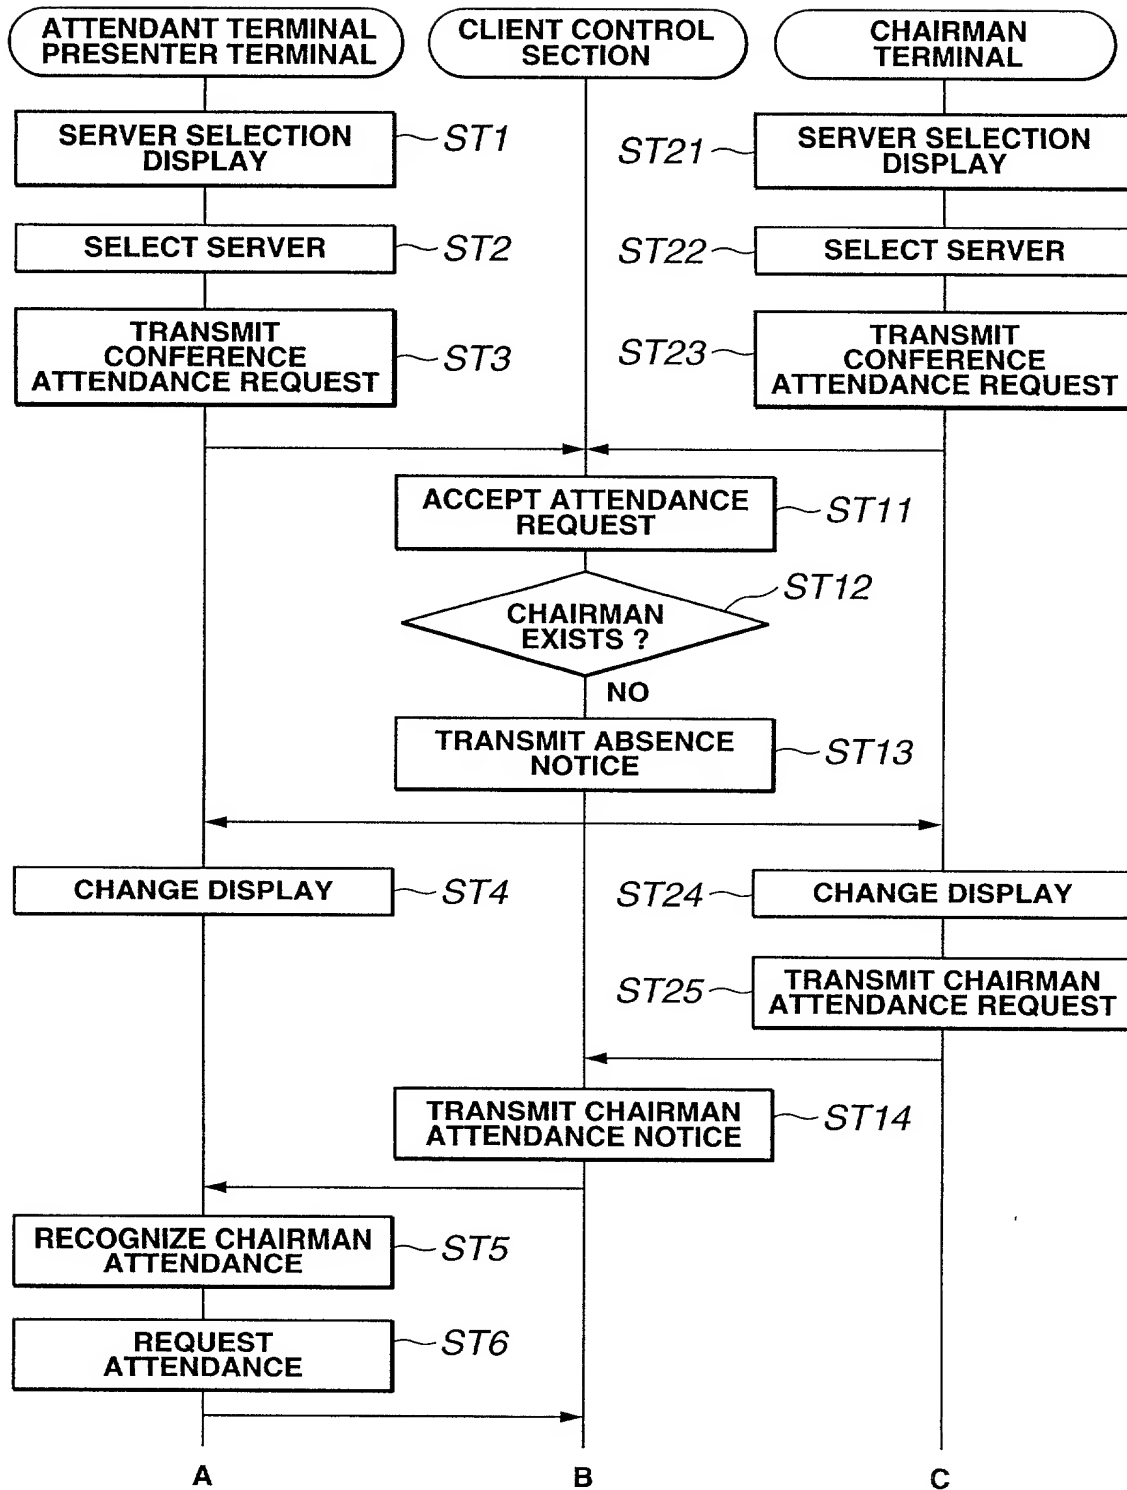 ATTENDANT TERMINAL
PRESENTER TERMINAL
CLIENT CONTROL
SECTION
CHAIRMAN
TERMINAL
SERVER SELECTION
DISPLAY
ST1
ST21
SERVER SELECTION
DISPLAY
SELECT SERVER
ST2
ST22
SELECT SERVER
TRANSMIT
CONFERENCE
ATTENDANCE REQUEST
ST3
ST23
TRANSMIT
CONFERENCE
ATTENDANCE REQUEST
ACCEPT ATTENDANCE
REQUEST
ST11
CHAIRMAN
EXISTS ?
ST12
NO
TRANSMIT ABSENCE
NOTICE
ST13
CHANGE DISPLAY
ST4
ST24
CHANGE DISPLAY
ST25
TRANSMIT CHAIRMAN
ATTENDANCE REQUEST
TRANSMIT CHAIRMAN
ATTENDANCE NOTICE
ST14
RECOGNIZE CHAIRMAN
ATTENDANCE
ST5
REQUEST
ATTENDANCE
ST6
A
B
C